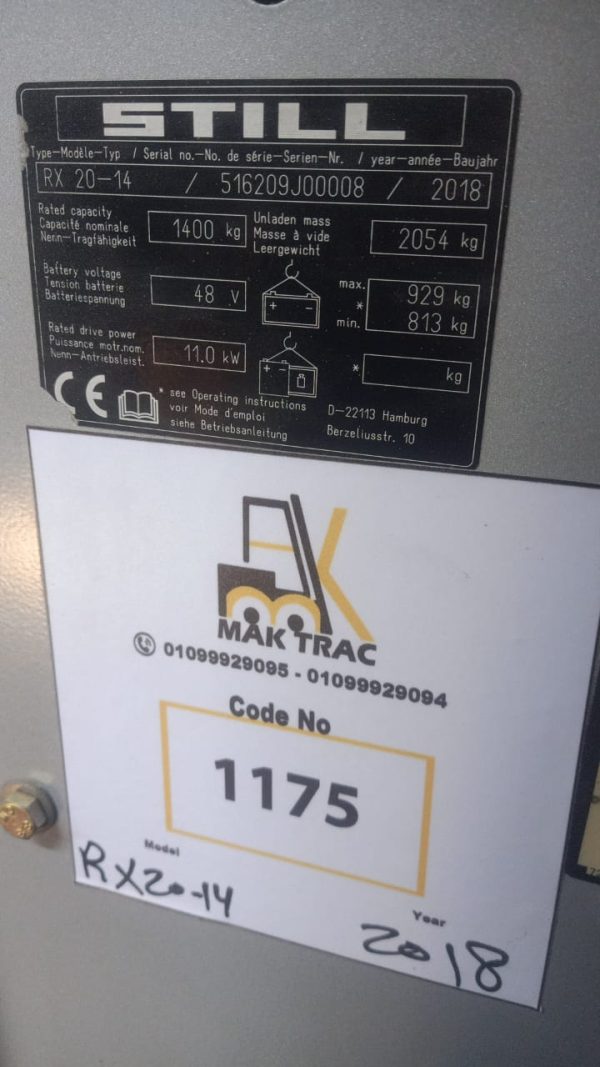 STILL
Type-Modèle-Typ / Serial no.-No. de série-Serien-Nr. / year-année-Baujahr
RX 20-14 / 516209J00008 / 2018
Rated capacity
Capacité nominale
Nenn-Tragfähigkeit
1400 kg
Unladen mass
Masse à vide
Leergewicht
2054 kg
Battery voltage
Tension batterie
Batteriespannung
48 V
+ -
max. 929 kg
*
min. 813 kg
Rated drive power
Puissance motr.nom.
Nenn-Antriebsleist.
11.0 kW
+ -
* kg
CE
* see Operating instructions
voir Mode d'emploi
siehe Betriebsanleitung
D-22113 Hamburg
Berzeliusstr. 10
MAK TRAC
01099929095 - 01099929094
Code No
1175
Model
RX20-14
Year
2018